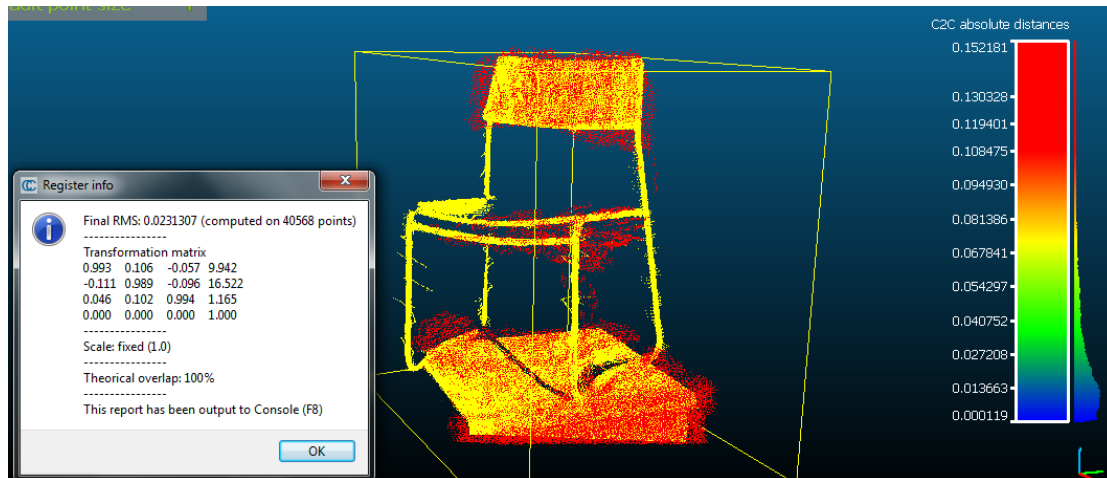 ault point size
C2C absolute distances
0.152181
0.130328
0.119401
0.108475
0.094930
0.081386
0.067841
0.054297
0.040752
0.027208
0.013663
0.000119
Register info
Final RMS: 0.0231307 (computed on 40568 points)
----------------
Transformation matrix
0.993 0.106 -0.057 9.942
-0.111 0.989 -0.096 16.522
0.046 0.102 0.994 1.165
0.000 0.000 0.000 1.000
----------------
Scale: fixed (1.0)
----------------
Theorical overlap: 100%
----------------
This report has been output to Console (F8)
OK